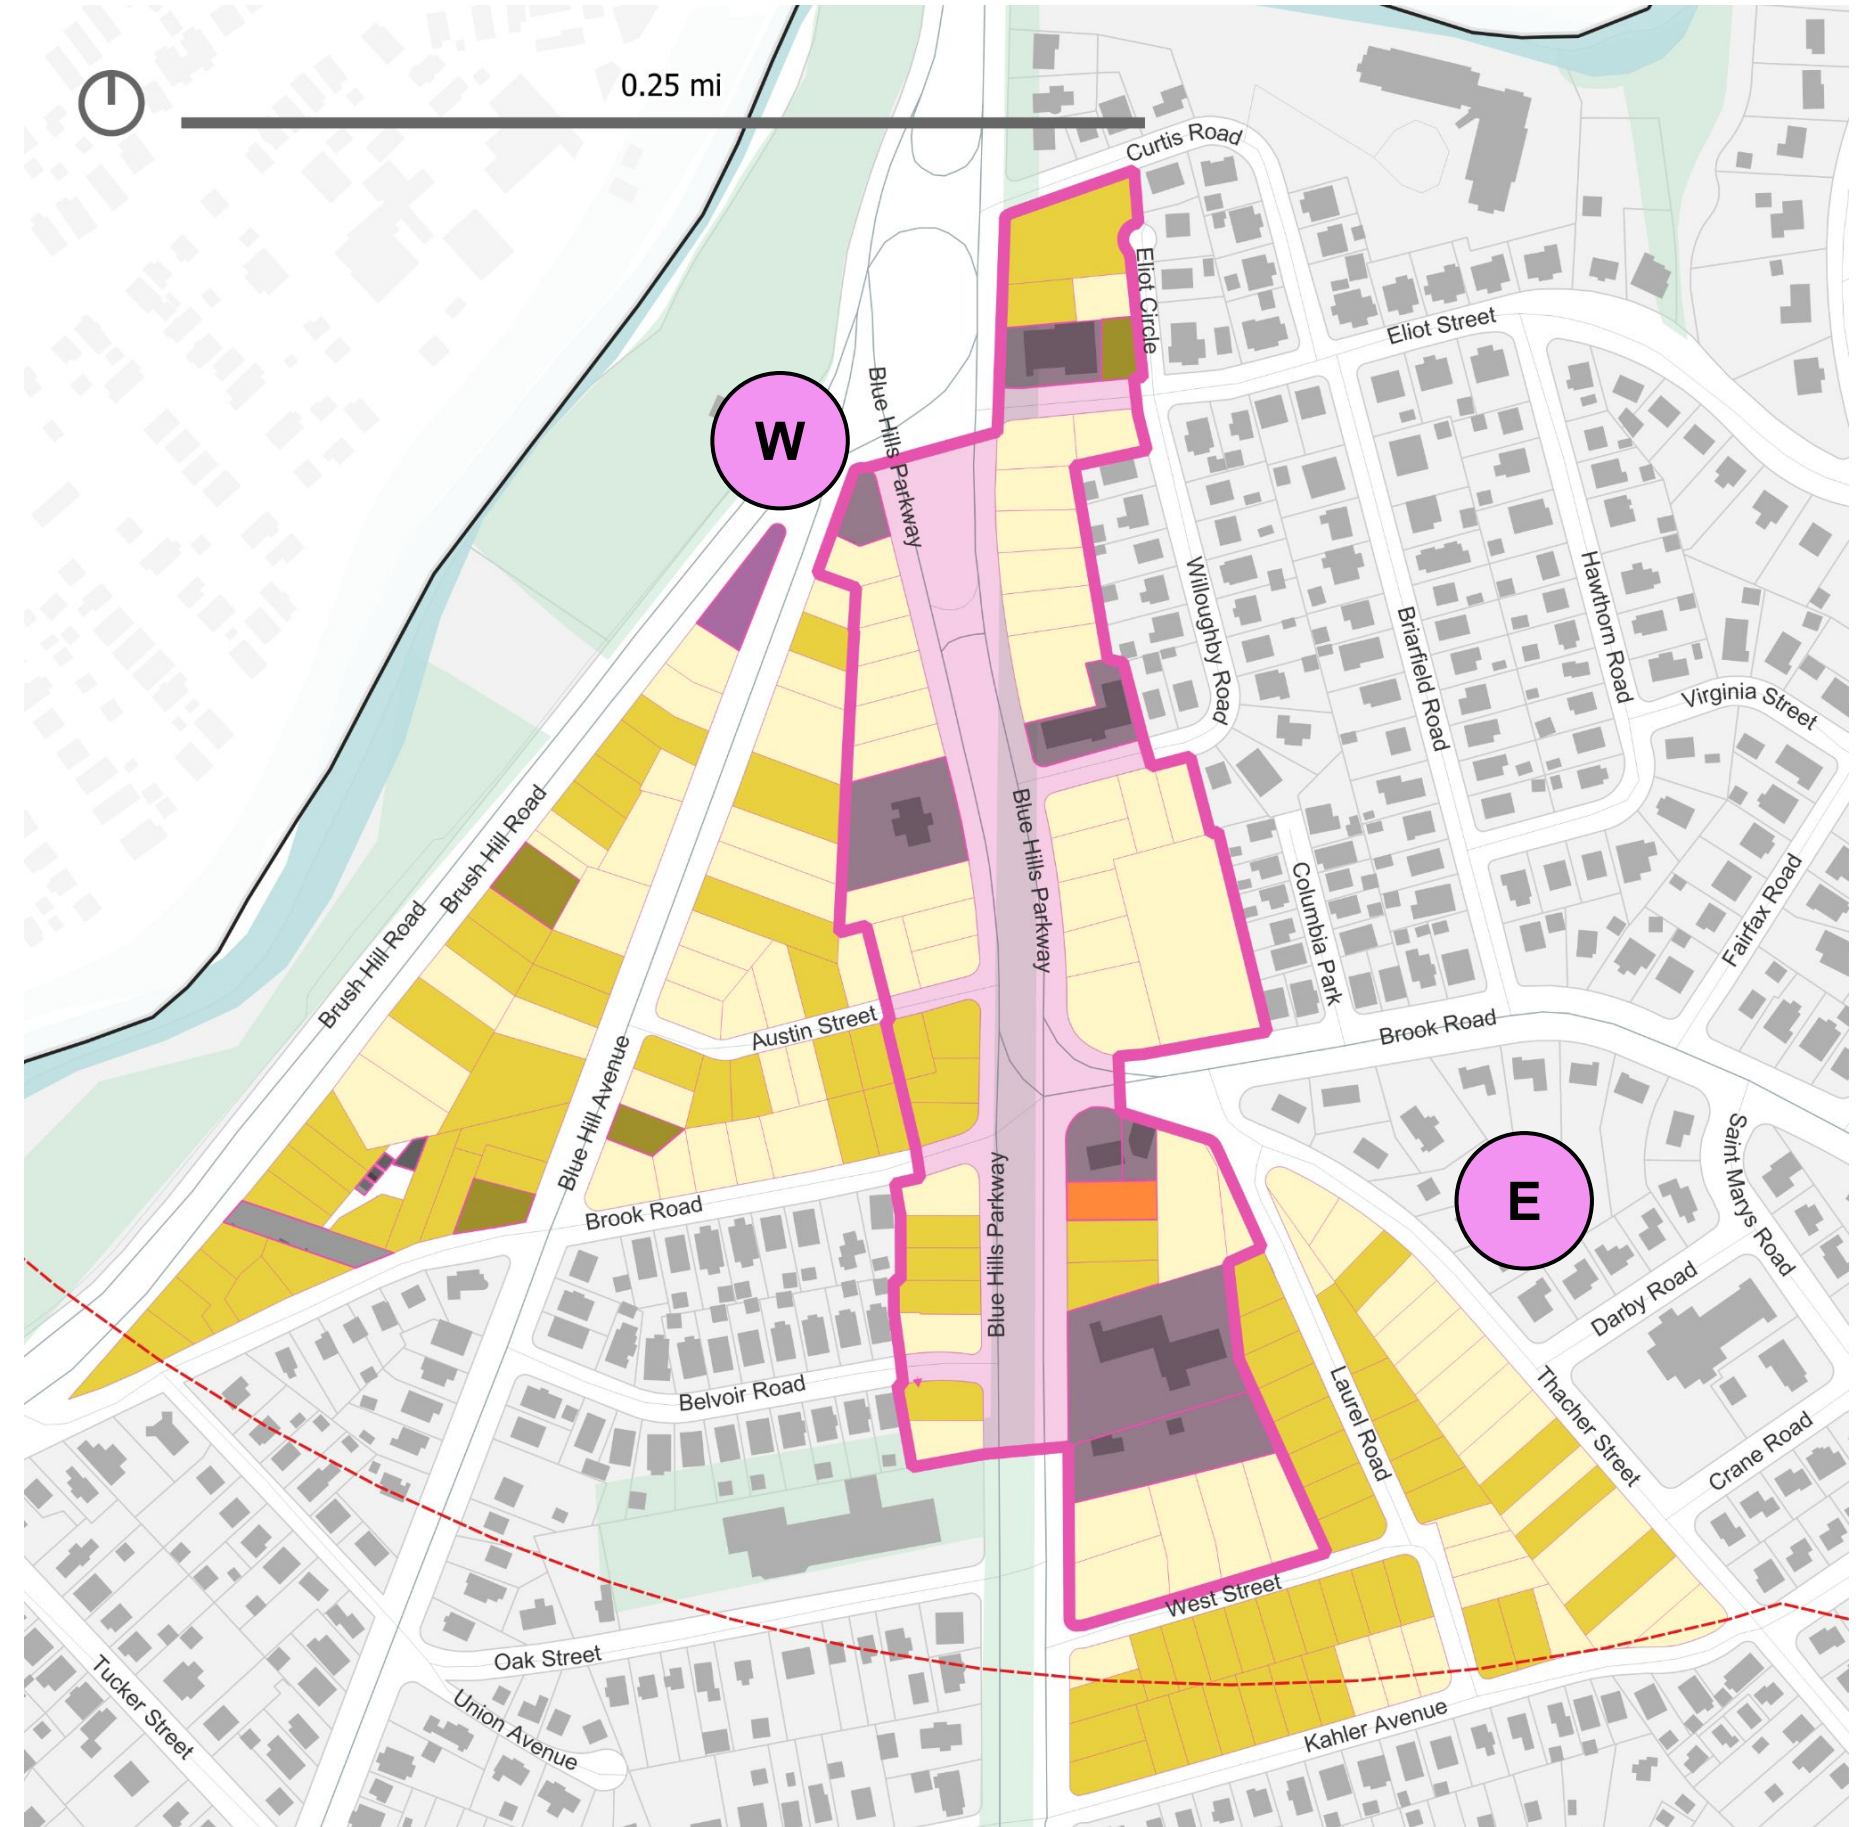 0.25 mi
Curtis Road
Eliot Circle
Eliot Street
Blue Hills Parkway
W
Willoughby Road
Hawthorn Road
Briarfield Road
Virginia Street
Brush Hill Road
Blue Hills Parkway
Columbia Park
Fairfax Road
Brush Hill Road
Austin Street
Brook Road
Blue Hill Avenue
Saint Marys Road
E
Brook Road
Blue Hills Parkway
Darby Road
Belvoir Road
Laurel Road
Thacher Street
Crane Road
West Street
Oak Street
Tucker Street
Union Avenue
Kahler Avenue